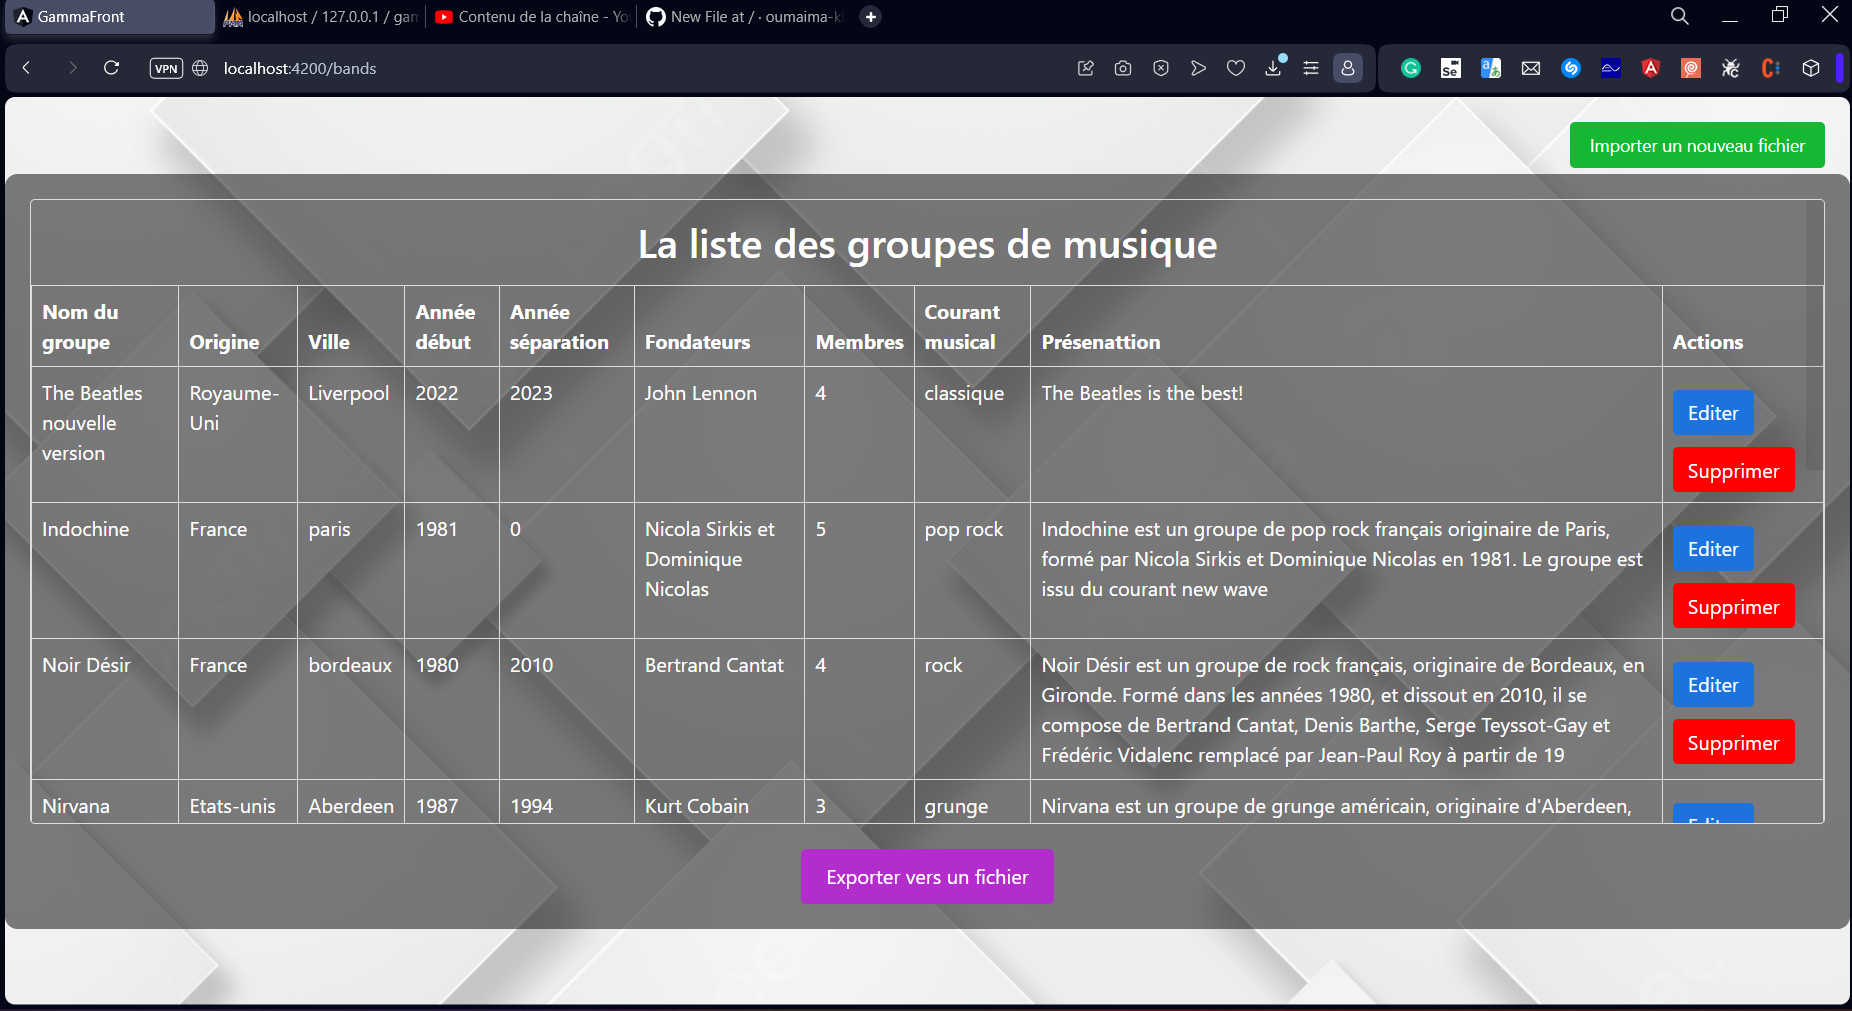 GammaFront
localhost / 127.0.0.1 / gam
Contenu de la chaîne - Yo
New File at / · oumaima-k
VPN
localhost:4200/bands
Se
Importer un nouveau fichier
La liste des groupes de musique
Nom du groupe
Origine
Ville
Année début
Année séparation
Fondateurs
Membres
Courant musical
Présenattion
Actions
The Beatles nouvelle version
Royaume-Uni
Liverpool
2022
2023
John Lennon
4
classique
The Beatles is the best!
Editer
Supprimer
Indochine
France
paris
1981
0
Nicola Sirkis et Dominique Nicolas
5
pop rock
Indochine est un groupe de pop rock français originaire de Paris,
formé par Nicola Sirkis et Dominique Nicolas en 1981. Le groupe est
issu du courant new wave
Editer
Supprimer
Noir Désir
France
bordeaux
1980
2010
Bertrand Cantat
4
rock
Noir Désir est un groupe de rock français, originaire de Bordeaux, en
Gironde. Formé dans les années 1980, et dissout en 2010, il se
compose de Bertrand Cantat, Denis Barthe, Serge Teyssot-Gay et
Frédéric Vidalenc remplacé par Jean-Paul Roy à partir de 19
Editer
Supprimer
Nirvana
Etats-unis
Aberdeen
1987
1994
Kurt Cobain
3
grunge
Nirvana est un groupe de grunge américain, originaire d'Aberdeen,
Editer
Exporter vers un fichier